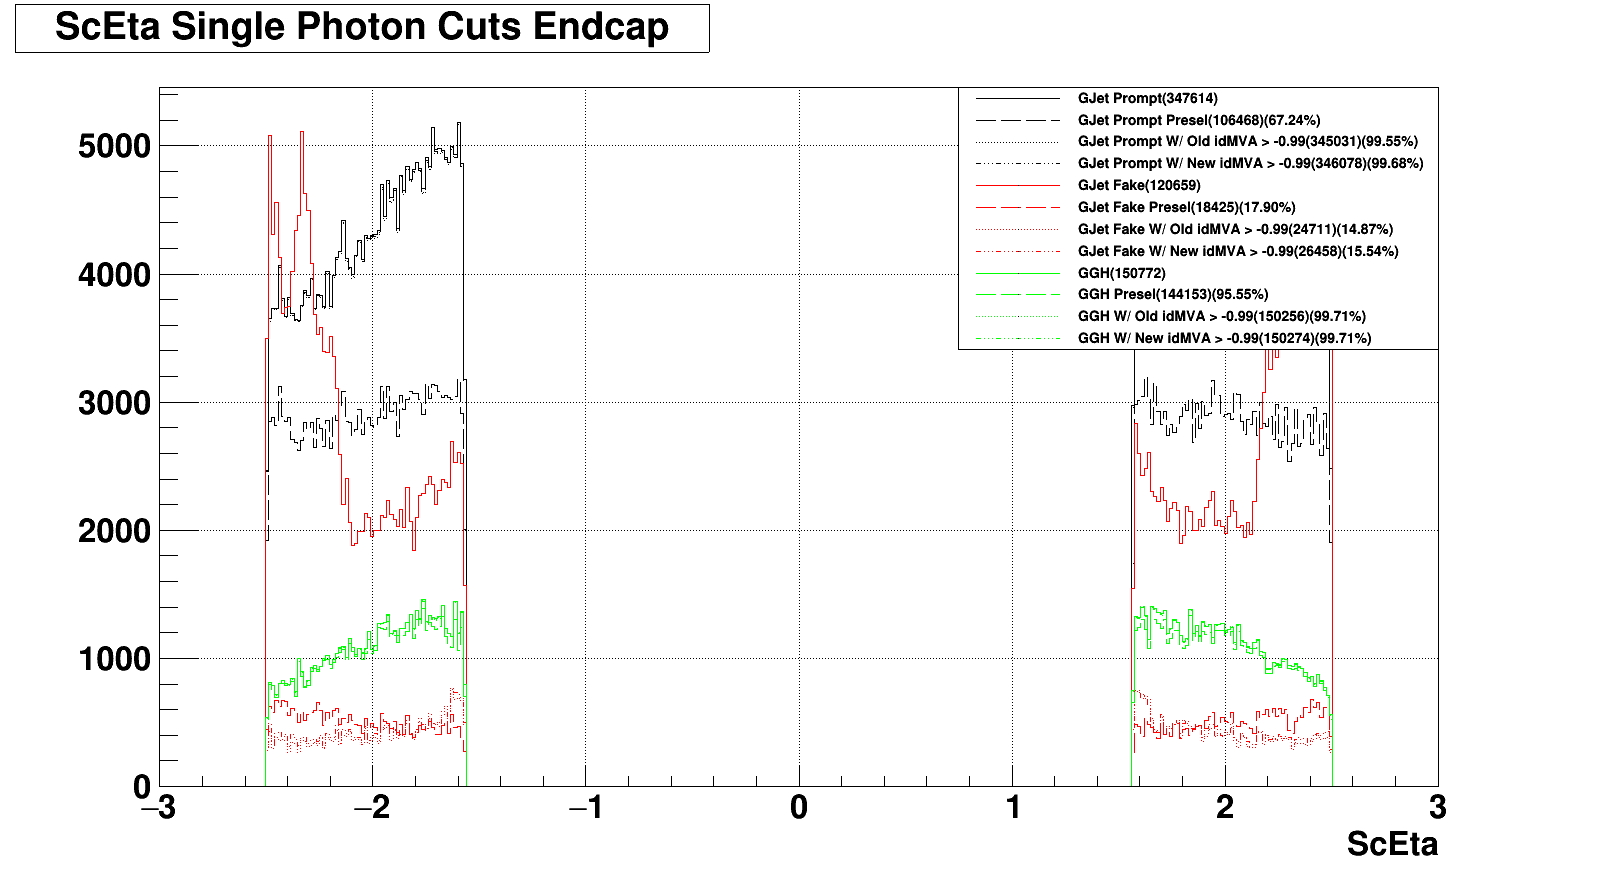 ScEta Single Photon Cuts Endcap
GJet Prompt(347614)
GJet Prompt Presel(106468)(67.24%)
GJet Prompt W/ Old idMVA > -0.99(345031)(99.55%)
GJet Prompt W/ New idMVA > -0.99(346078)(99.68%)
GJet Fake(120659)
GJet Fake Presel(18425)(17.90%)
GJet Fake W/ Old idMVA > -0.99(24711)(14.87%)
GJet Fake W/ New idMVA > -0.99(26458)(15.54%)
GGH(150772)
GGH Presel(144153)(95.55%)
GGH W/ Old idMVA > -0.99(150256)(99.71%)
GGH W/ New idMVA > -0.99(150274)(99.71%)
5000
4000
3000
2000
1000
0
−3 −2 −1 0 1 2 3
ScEta